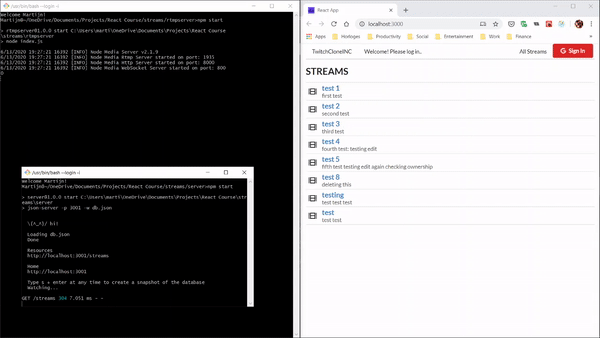 /usr/bin/bash --login -i
Welcome Martijn!
Martijn@~/OneDrive/Documents/Projects/React Course/streams/rtmpserver>npm start
> rtmpserver@1.0.0 start C:\Users\marti\OneDrive\Documents\Projects\React Course
\streams\rtmpserver
> node index.js
6/13/2020 19:27:21 16392 [INFO] Node Media Server v2.1.9
6/13/2020 19:27:21 16392 [INFO] Node Media Rtmp Server started on port: 1935
6/13/2020 19:27:21 16392 [INFO] Node Media Http Server started on port: 8000
6/13/2020 19:27:21 16392 [INFO] Node Media WebSocket Server started on port: 800
0
/usr/bin/bash --login -i
Welcome Martijn!
Martijn@~/OneDrive/Documents/Projects/React Course/streams/server>npm start
> server@1.0.0 start C:\Users\marti\OneDrive\Documents\Projects\React Course\str
eams\server
> json-server -p 3001 -w db.json
\{^_^}/ hi!
Loading db.json
Done
Resources
http://localhost:3001/streams
Home
http://localhost:3001
Type s + enter at any time to create a snapshot of the database
Watching...
GET /streams 304 7.051 ms - -
React App
localhost:3000
Apps
Hobbies
Productivity
Social
Entertainment
Work
Finance
Other bookmarks
TwitchCloneINC
Welcome! Please log in..
All Streams
Sign In
STREAMS
test 1
first test
test 2
second test
test 3
third test
test 4
fourth test: testing edit
test 5
fifth test testing edit again checking ownership
test 8
deleting this
testing
test test test
test
test test